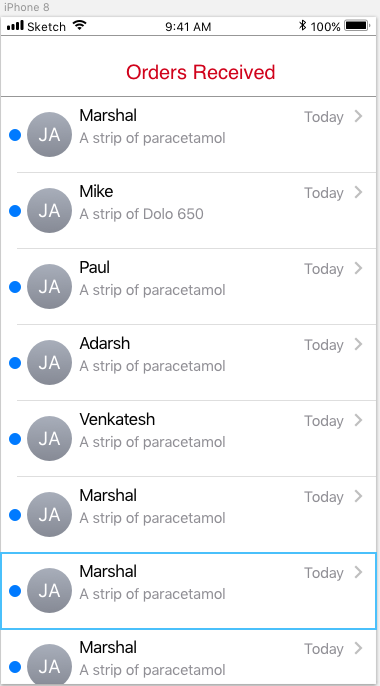 iPhone 8
Sketch 9:41 AM 100%
Orders Received
Marshal Today
JA
A strip of paracetamol
Mike Today
JA
A strip of Dolo 650
Paul Today
JA
A strip of paracetamol
Adarsh Today
JA
A strip of paracetamol
Venkatesh Today
JA
A strip of paracetamol
Marshal Today
JA
A strip of paracetamol
Marshal Today
JA
A strip of paracetamol
Marshal Today
JA
A strip of paracetamol